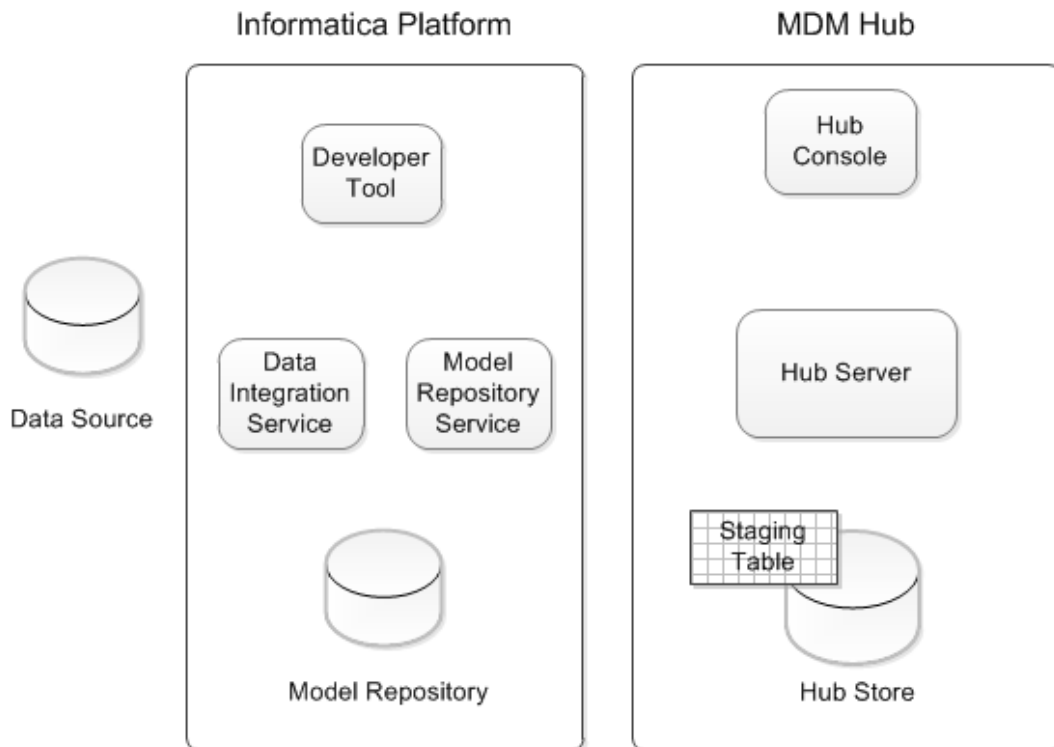 Informatica Platform
MDM Hub
Developer
Tool
Hub
Console
Data Source
Data
Integration
Service
Model
Repository
Service
Hub Server
Model Repository
Staging
Table
Hub Store